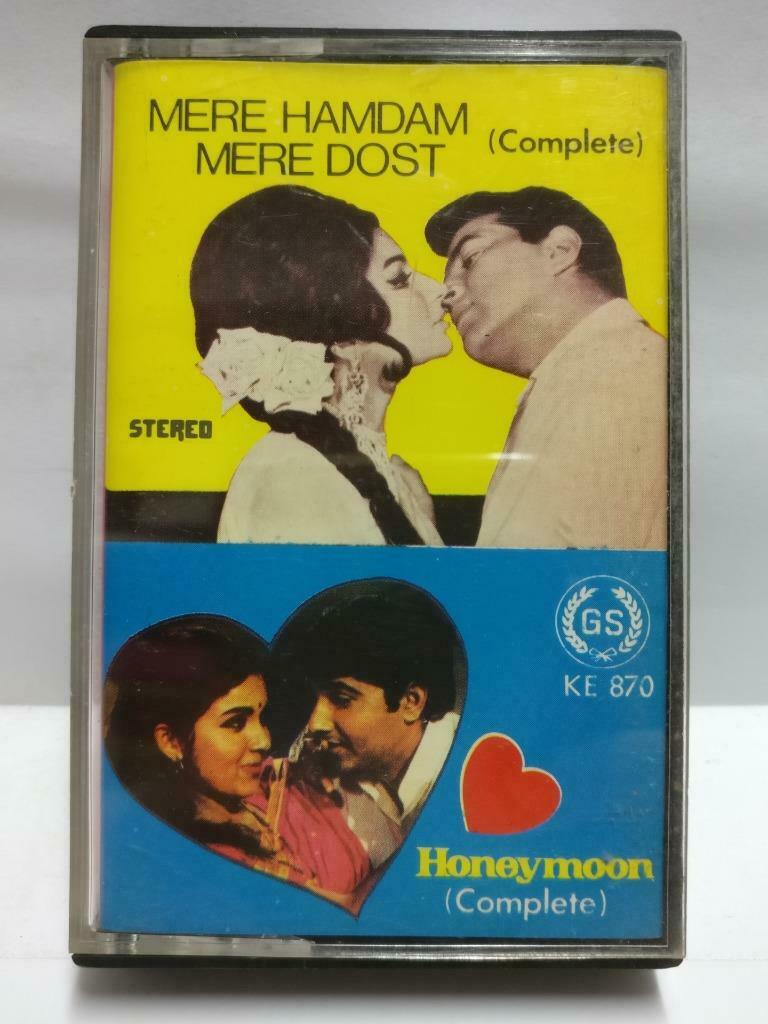 MERE HAMDAM
MERE DOST
(Complete)
STEREO
GS
KE 870
Honeymoon
(Complete)